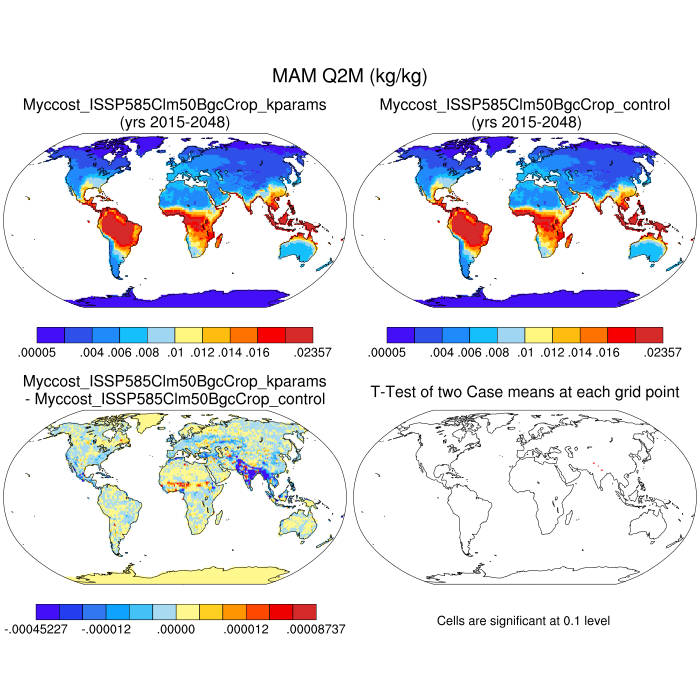 MAM Q2M (kg/kg)
Myccost_ISSP585Clm50BgcCrop_kparams
(yrs 2015-2048)
Myccost_ISSP585Clm50BgcCrop_control
(yrs 2015-2048)
.00005 .004 .006 .008 .01 .012 .014 .016 .02357
.00005 .004 .006 .008 .01 .012 .014 .016 .02357
Myccost_ISSP585Clm50BgcCrop_kparams
- Myccost_ISSP585Clm50BgcCrop_control
T-Test of two Case means at each grid point
-.00045227 -.000012 .00000 .000012 .00008737
Cells are significant at 0.1 level